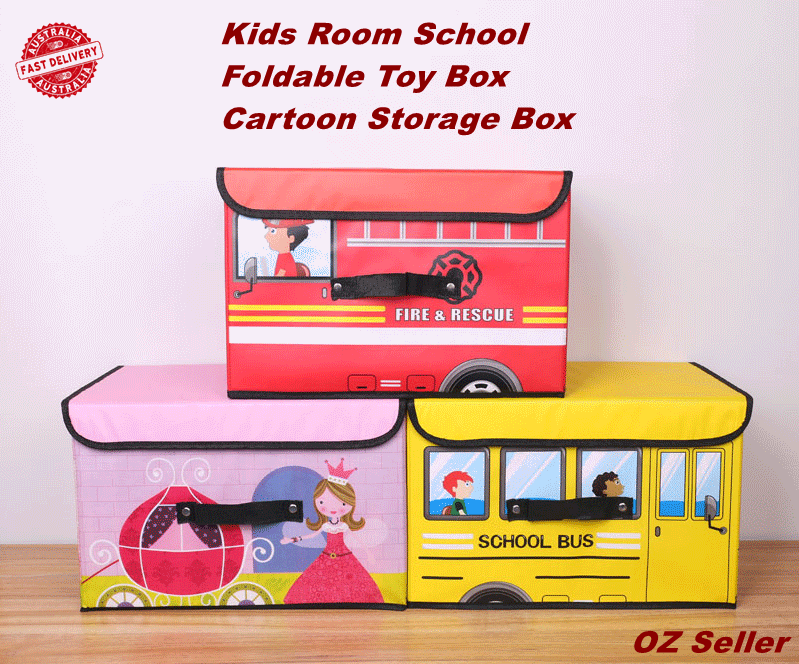 AUSTRALIA
FAST DELIVERY
AUSTRALIA
Kids Room School
Foldable Toy Box
Cartoon Storage Box
FIRE & RESCUE
SCHOOL BUS
OZ Seller